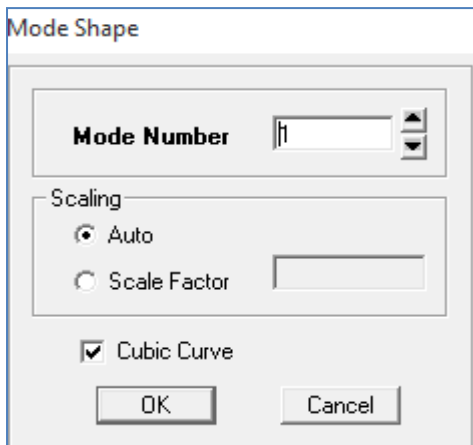 Mode Shape
Mode Number 1
Scaling
Auto
Scale Factor
Cubic Curve
OK Cancel